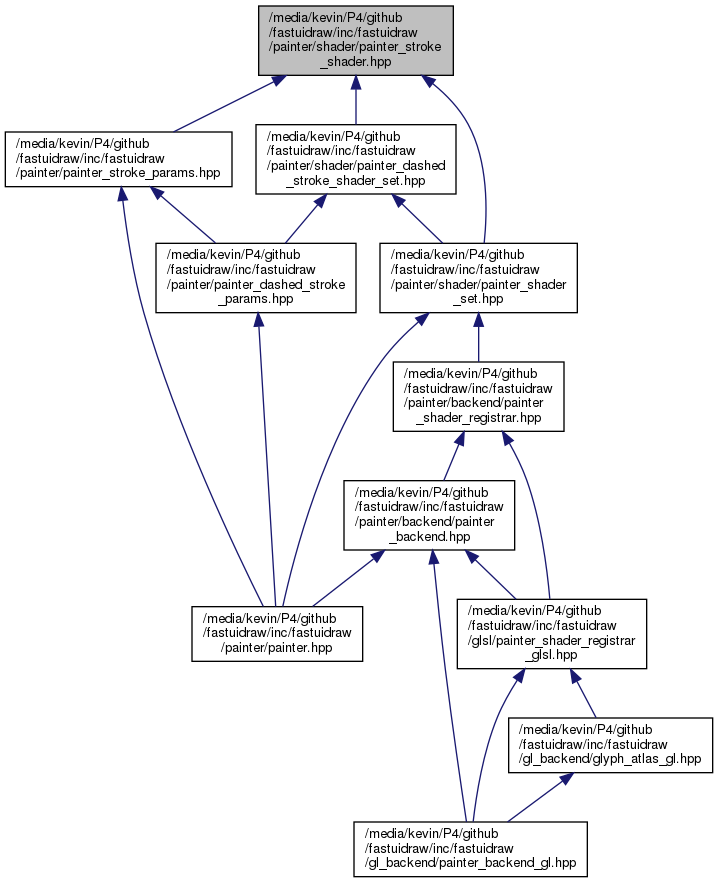 /media/kevin/P4/github
/fastuidraw/inc/fastuidraw
/painter/shader/painter_stroke
_shader.hpp
/media/kevin/P4/github
/fastuidraw/inc/fastuidraw
/painter/painter_stroke_params.hpp
/media/kevin/P4/github
/fastuidraw/inc/fastuidraw
/painter/shader/painter_dashed
_stroke_shader_set.hpp
/media/kevin/P4/github
/fastuidraw/inc/fastuidraw
/painter/painter_dashed_stroke
_params.hpp
/media/kevin/P4/github
/fastuidraw/inc/fastuidraw
/painter/shader/painter_shader
_set.hpp
/media/kevin/P4/github
/fastuidraw/inc/fastuidraw
/painter/backend/painter
_shader_registrar.hpp
/media/kevin/P4/github
/fastuidraw/inc/fastuidraw
/painter/backend/painter
_backend.hpp
/media/kevin/P4/github
/fastuidraw/inc/fastuidraw
/painter/painter.hpp
/media/kevin/P4/github
/fastuidraw/inc/fastuidraw
/glsl/painter_shader_registrar
_glsl.hpp
/media/kevin/P4/github
/fastuidraw/inc/fastuidraw
/gl_backend/glyph_atlas_gl.hpp
/media/kevin/P4/github
/fastuidraw/inc/fastuidraw
/gl_backend/painter_backend_gl.hpp